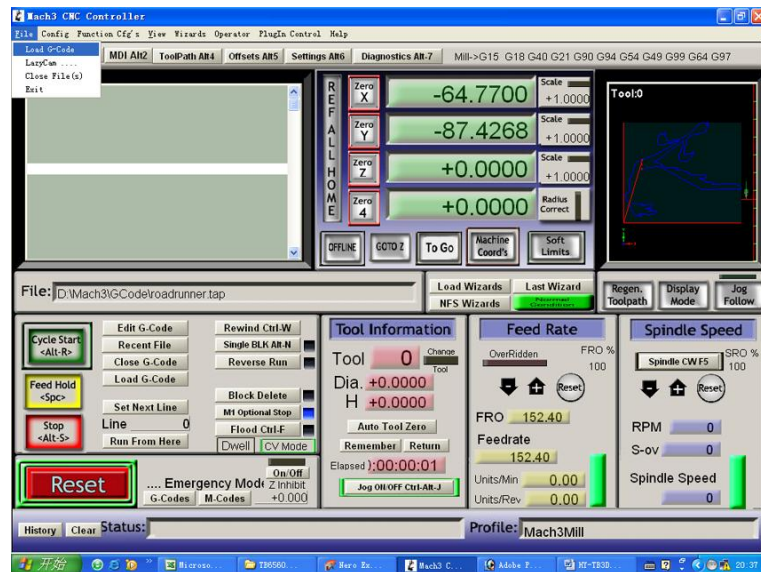 Mach3 CNC Controller
File Config Function Cfg's View Wizards Operator PlugIn Control Help
Load G-Code
LazyCam ....
Close File(s)
Exit
MDI Alt2 ToolPath Alt4 Offsets Alt5 Settings Alt6 Diagnostics Alt-7 Mill->G15 G18 G40 G21 G90 G94 G54 G49 G99 G64 G97
REF ALL HOME
Zero X -64.7700 Scale +1.0000
Zero Y -87.4268 Scale +1.0000
Zero Z +0.0000 Scale +1.0000
Zero 4 +0.0000 Radius Correct
OFFLINE GOTO Z To Go Machine Coord's Soft Limits
Tool:0
File: D:\Mach3\GCode\roadrunner.tap
Load Wizards Last Wizard
NFS Wizards
Regen. Toolpath Display Mode Jog Follow
Cycle Start <Alt-R>
Feed Hold <Spc>
Stop <Alt-S>
Edit G-Code Rewind Ctrl-W
Recent File Single BLK Alt-N
Close G-Code Reverse Run
Load G-Code
Block Delete
Set Next Line M1 Optional Stop
Line 0 Flood Ctrl-F
Run From Here Dwell CV Mode
Reset
.... Emergency Mode
G-Codes M-Codes
On/Off
Z Inhibit
+0.000
Tool Information
Tool 0 Change Tool
Dia. +0.0000
H +0.0000
Auto Tool Zero
Remember Return
Elapsed ):00:00:01
Jog ON/OFF Ctrl-Alt-J
Feed Rate
OverRidden FRO %
100
Reset
FRO 152.40
Feedrate
152.40
Units/Min 0.00
Units/Rev 0.00
Spindle Speed
Spindle CW F5 SRO %
100
Reset
RPM 0
S-ov 0
Spindle Speed
0
History Clear Status: Profile: Mach3Mill
开始 Microso... TB6560... Hero Ex... Mach3 C... Adobe P... 20:37